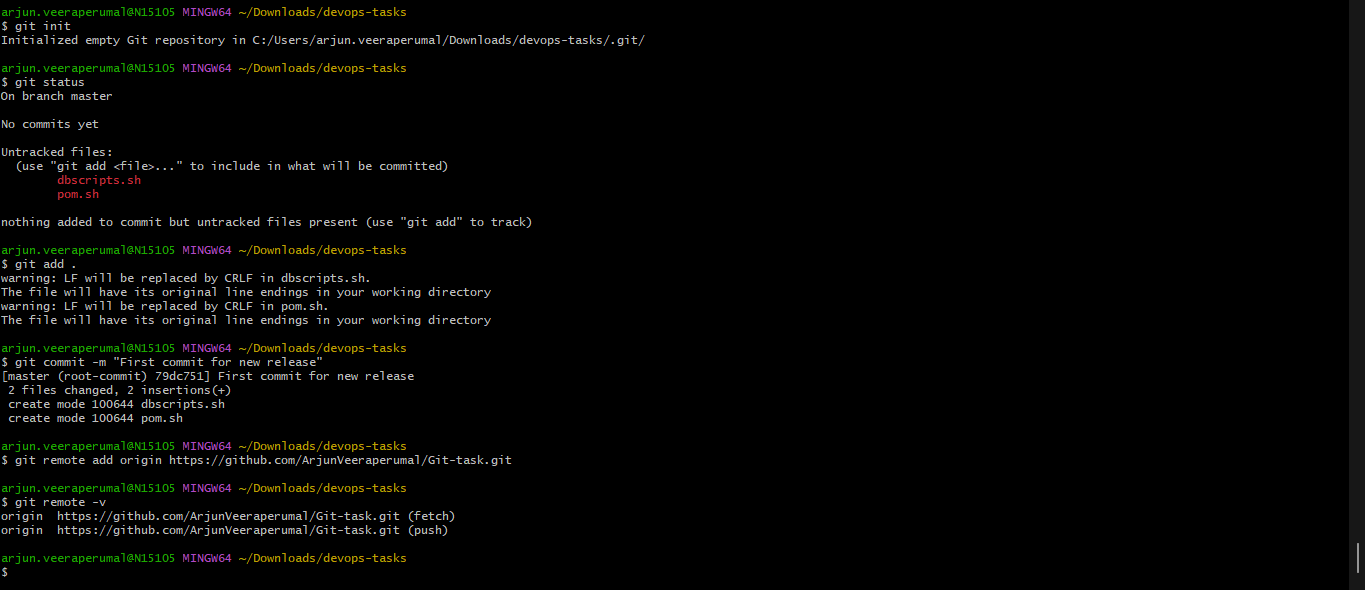 arjun.veeraperumal@N15105 MINGW64 ~/Downloads/devops-tasks
$ git init
Initialized empty Git repository in C:/Users/arjun.veeraperumal/Downloads/devops-tasks/.git/

arjun.veeraperumal@N15105 MINGW64 ~/Downloads/devops-tasks
$ git status
On branch master

No commits yet

Untracked files:
  (use "git add <file>..." to include in what will be committed)
        dbscripts.sh
        pom.sh

nothing added to commit but untracked files present (use "git add" to track)

arjun.veeraperumal@N15105 MINGW64 ~/Downloads/devops-tasks
$ git add .
warning: LF will be replaced by CRLF in dbscripts.sh.
The file will have its original line endings in your working directory
warning: LF will be replaced by CRLF in pom.sh.
The file will have its original line endings in your working directory

arjun.veeraperumal@N15105 MINGW64 ~/Downloads/devops-tasks
$ git commit -m "First commit for new release"
[master (root-commit) 79dc751] First commit for new release
 2 files changed, 2 insertions(+)
 create mode 100644 dbscripts.sh
 create mode 100644 pom.sh

arjun.veeraperumal@N15105 MINGW64 ~/Downloads/devops-tasks
$ git remote add origin https://github.com/ArjunVeeraperumal/Git-task.git

arjun.veeraperumal@N15105 MINGW64 ~/Downloads/devops-tasks
$ git remote -v
origin  https://github.com/ArjunVeeraperumal/Git-task.git (fetch)
origin  https://github.com/ArjunVeeraperumal/Git-task.git (push)

arjun.veeraperumal@N15105 MINGW64 ~/Downloads/devops-tasks
$